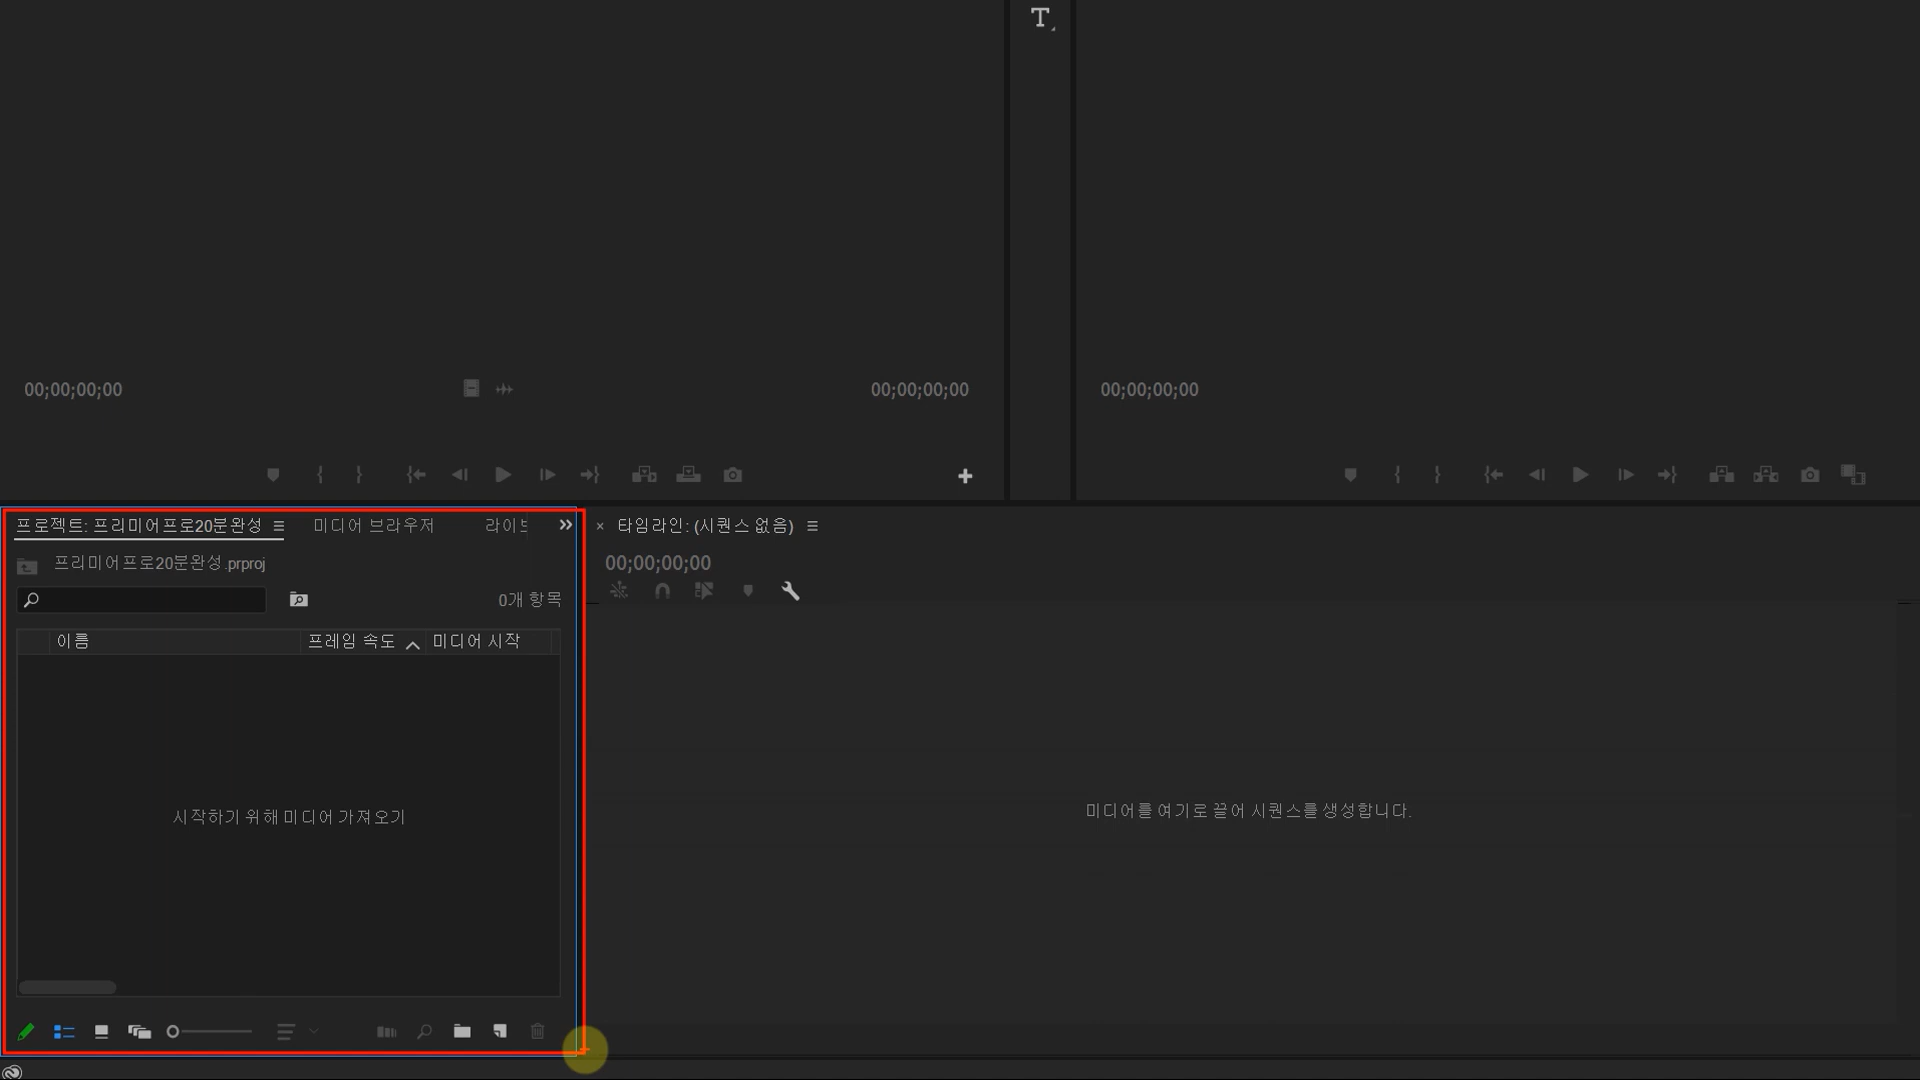 T
00;00;00;00
00;00;00;00
00;00;00;00
프로젝트: 프리미어프로20분완성
미디어 브라우저
타임라인: (시퀀스 없음)
프리미어프로20분완성.prproj
00;00;00;00
0개 항목
이름
프레임 속도
미디어 시작
시작하기 위해 미디어 가져오기
미디어를 여기로 끌어 시퀀스를 생성합니다.